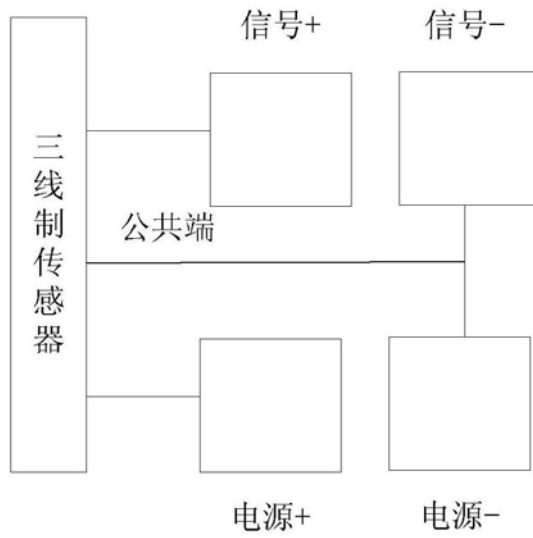 信号+
信号-
三线制传感器
公共端
电源+
电源-